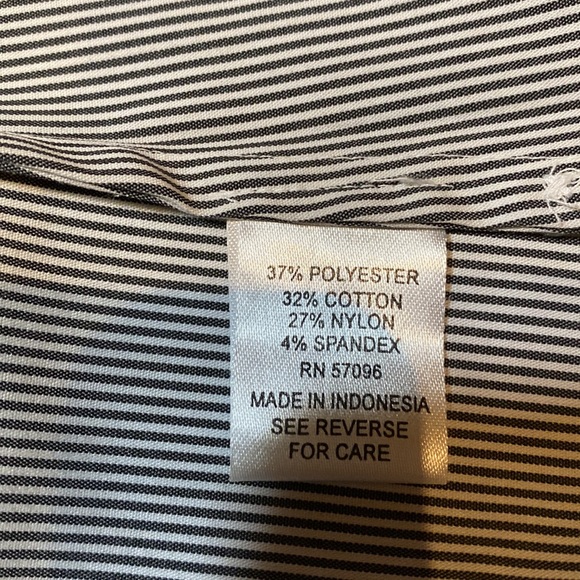 37% POLYESTER
32% COTTON
27% NYLON
4% SPANDEX
RN 57096
MADE IN INDONESIA
SEE REVERSE
FOR CARE